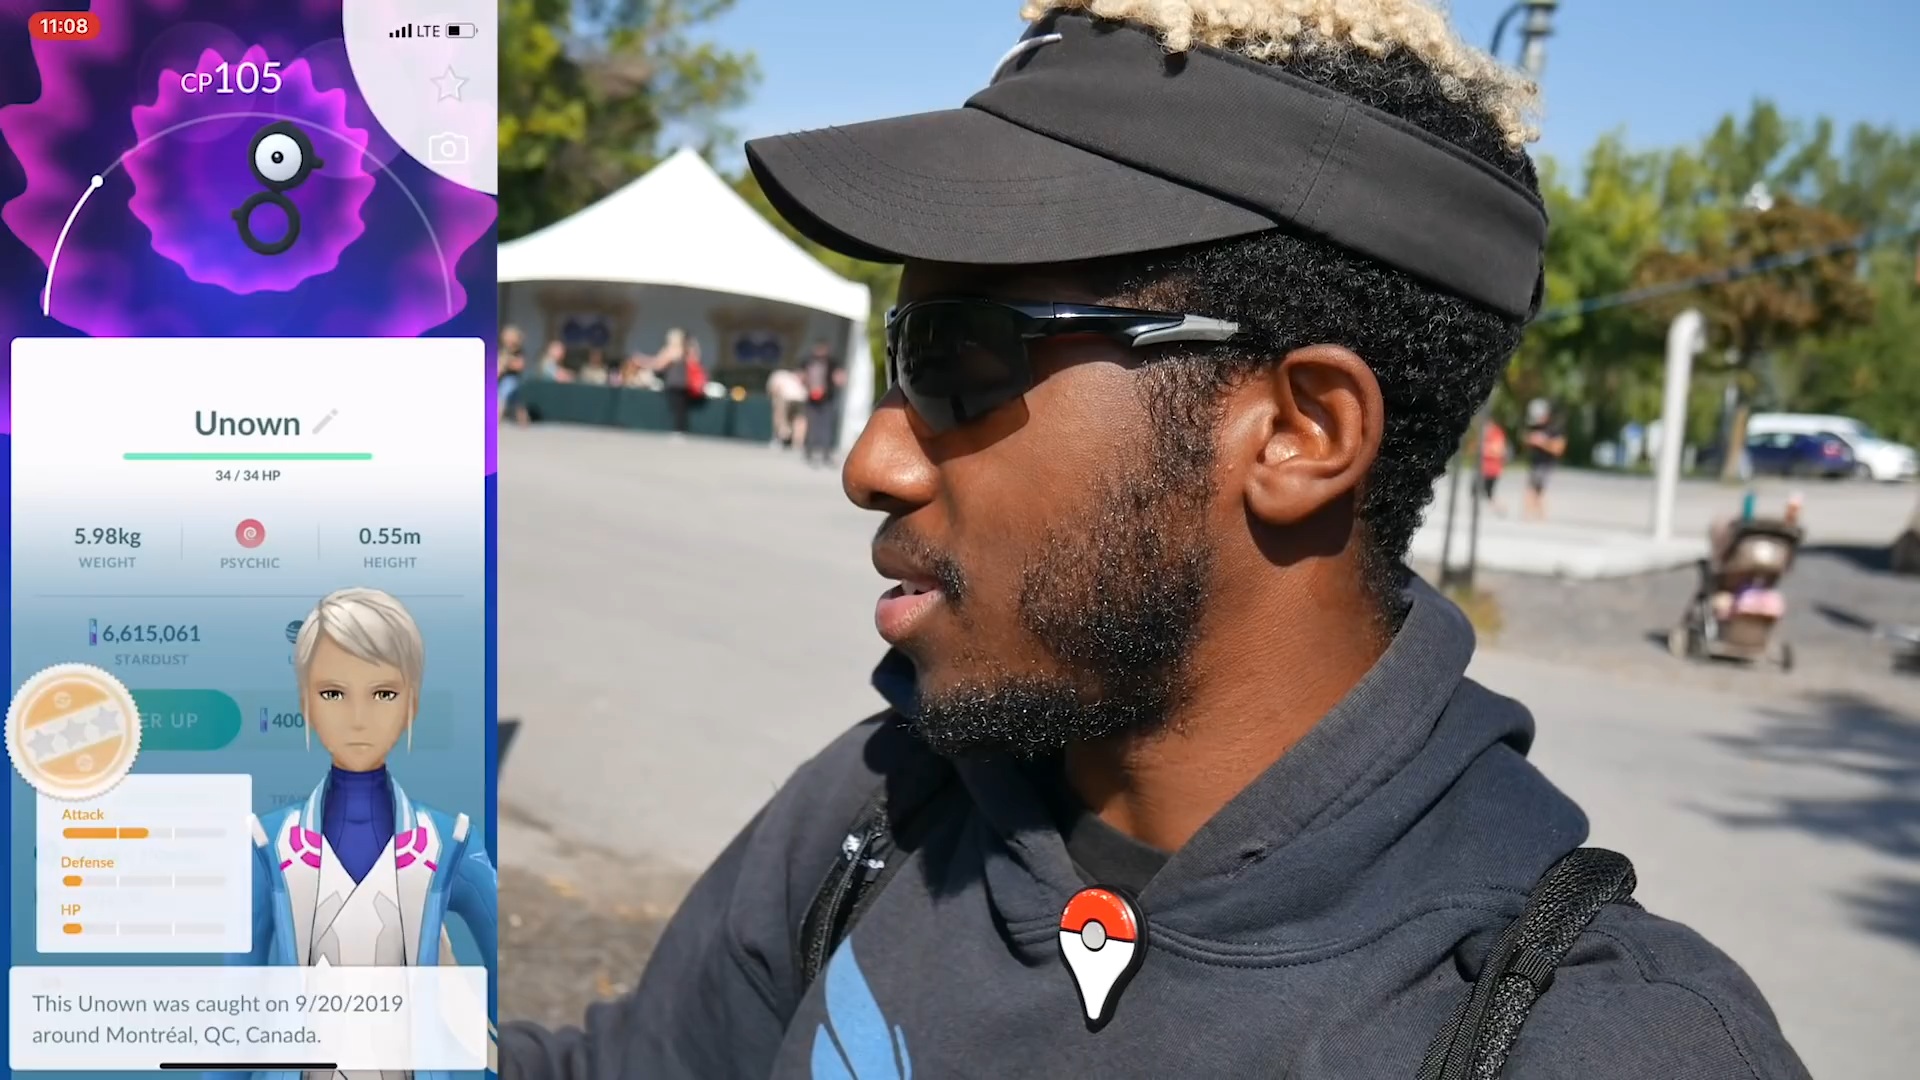 11:08
LTE
CP105
Unown
34 / 34 HP
5.98kg
WEIGHT
PSYCHIC
0.55m
HEIGHT
6,615,061
STARDUST
ER UP
400
Attack
Defense
HP
This Unown was caught on 9/20/2019
around Montréal, QC, Canada.